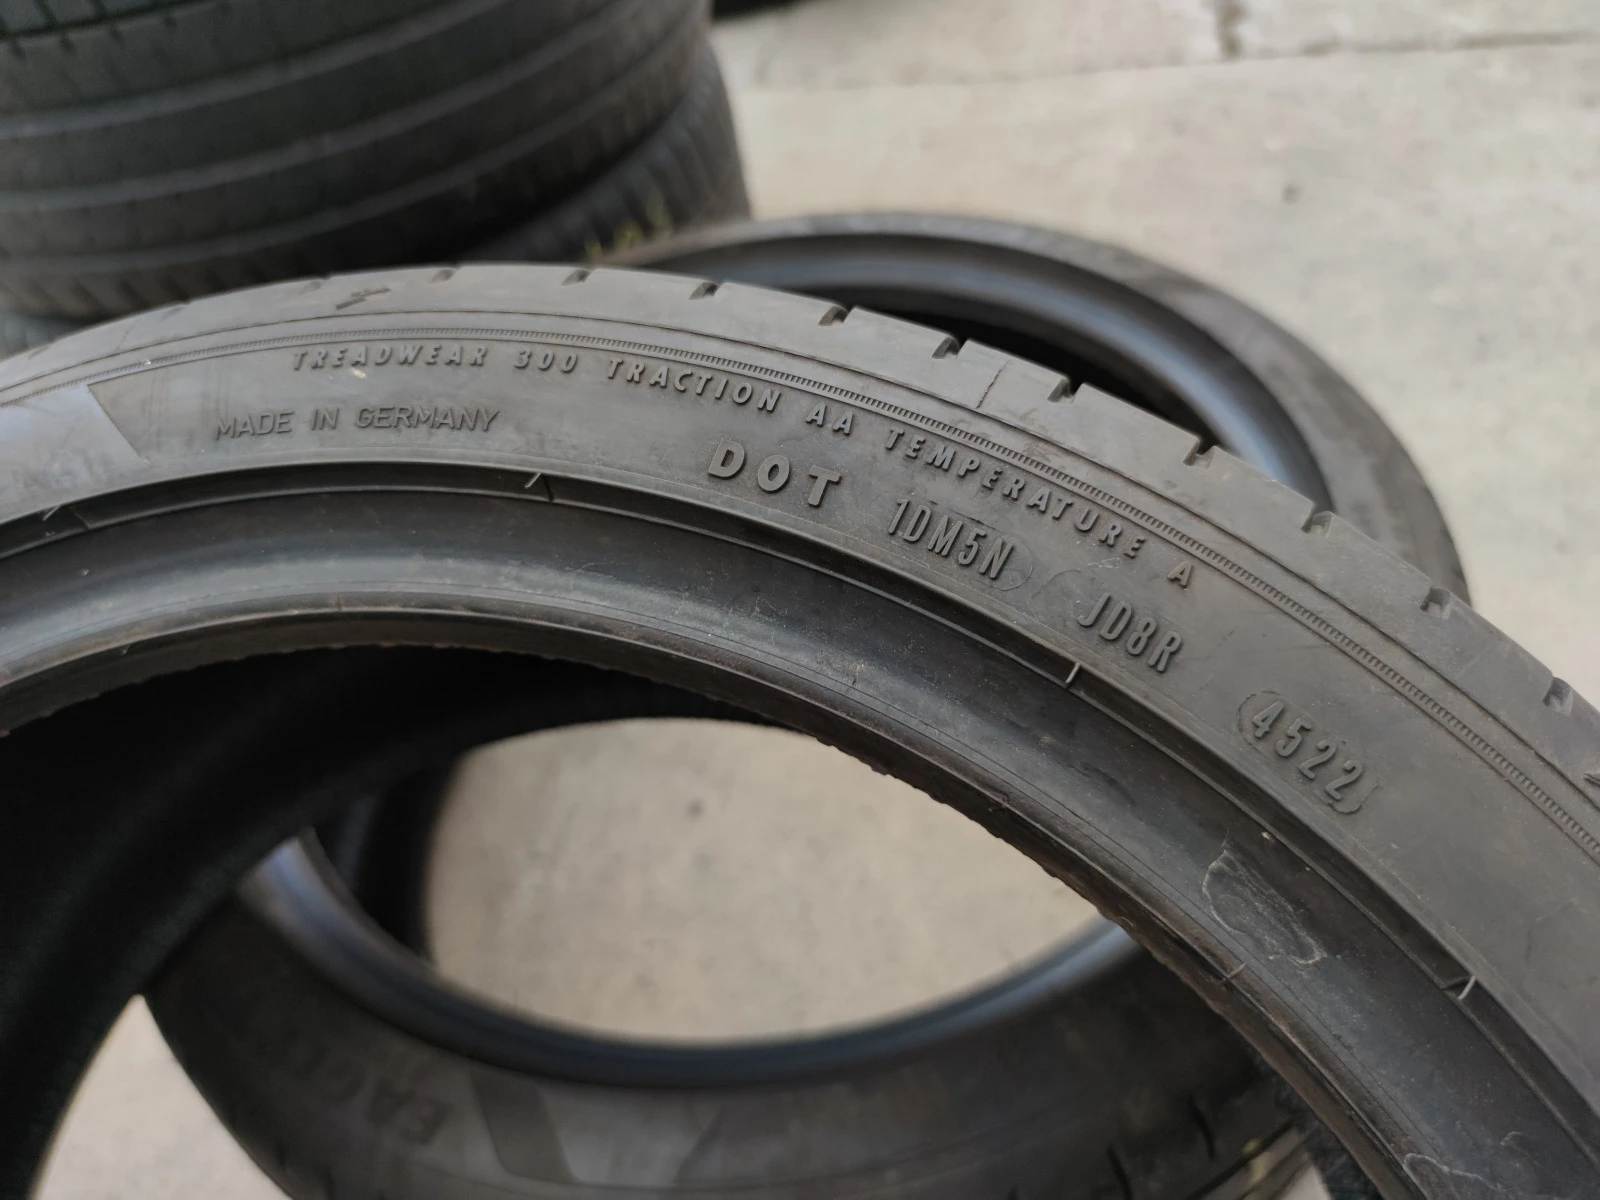 TREADWEAR 300 TRACTION AA TEMPERATURE A
MADE IN GERMANY
DOT 1DM5N JD8R 4522